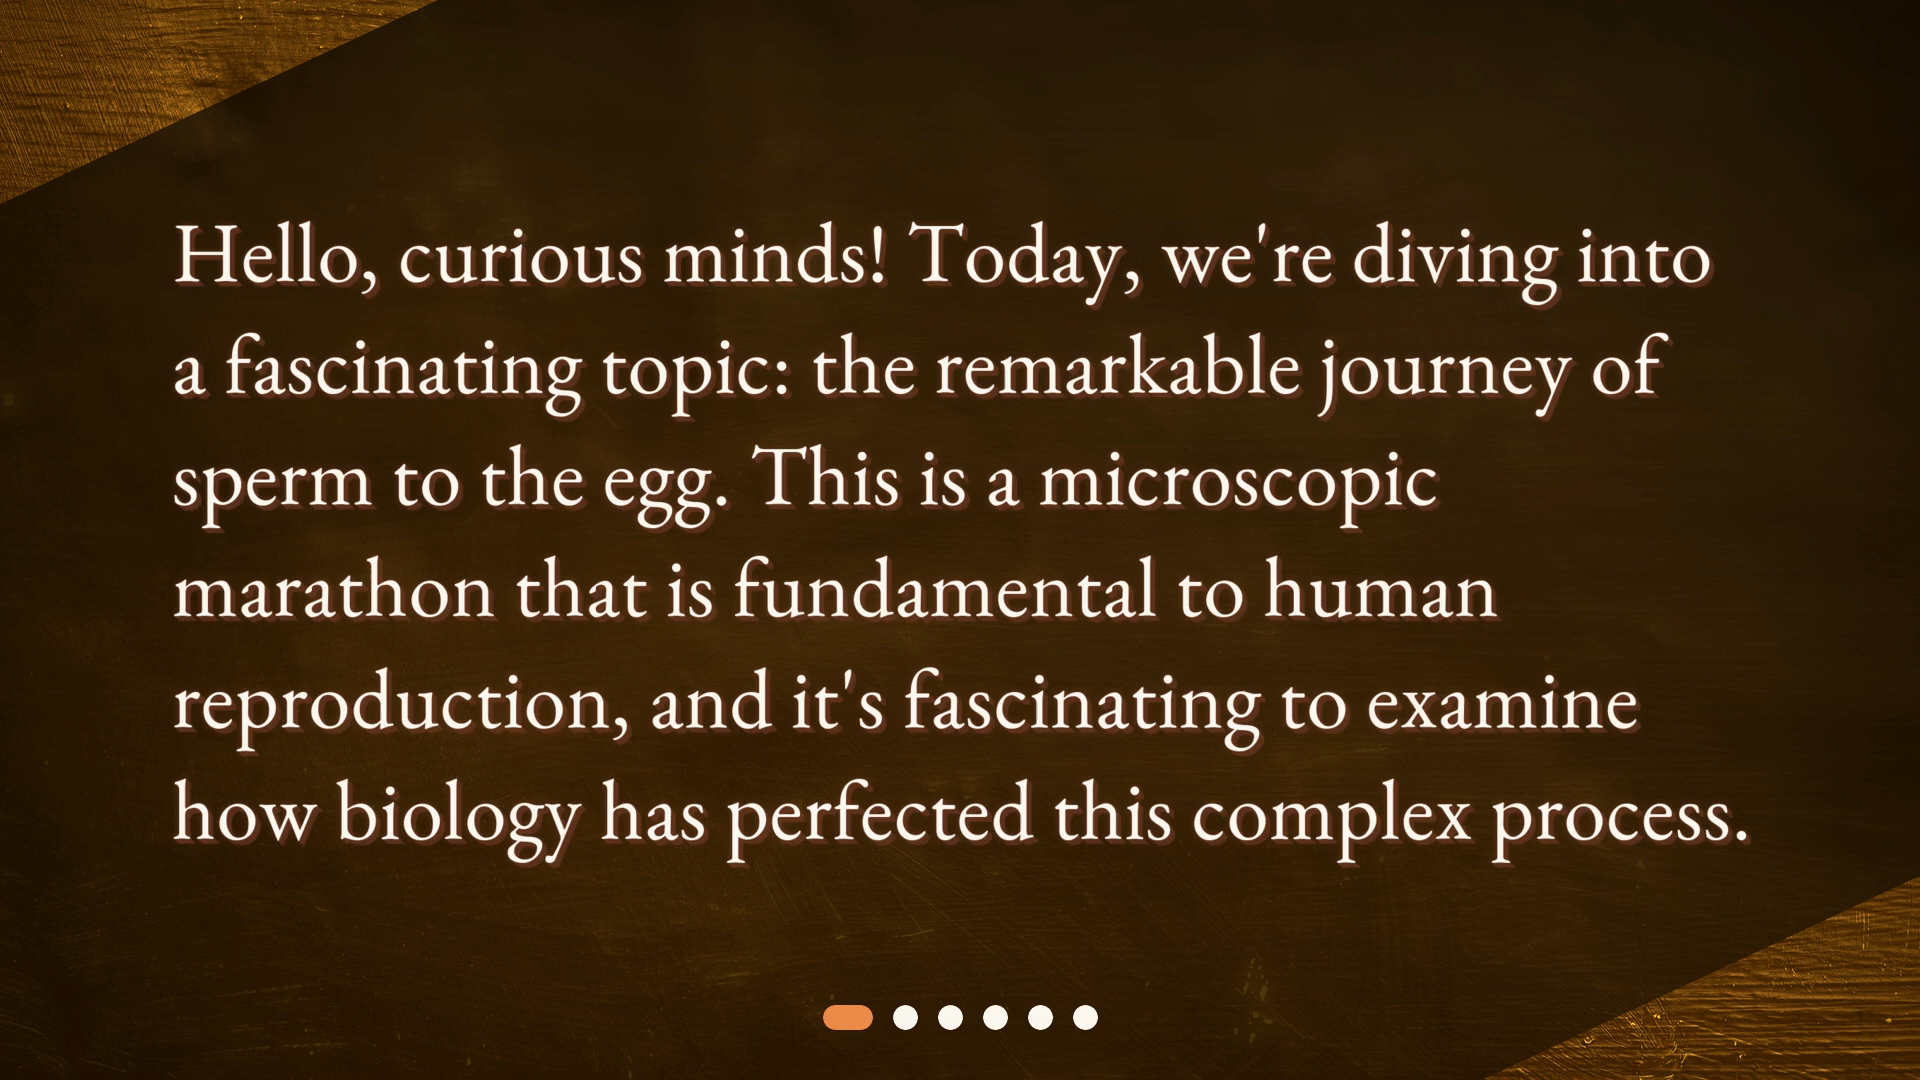 Hello, curious minds! Today, we're diving into
a fascinating topic: the remarkable journey of
sperm to the egg. This is a microscopic
marathon that is fundamental to human
reproduction, and it's fascinating to examine
how biology has perfected this complex process.